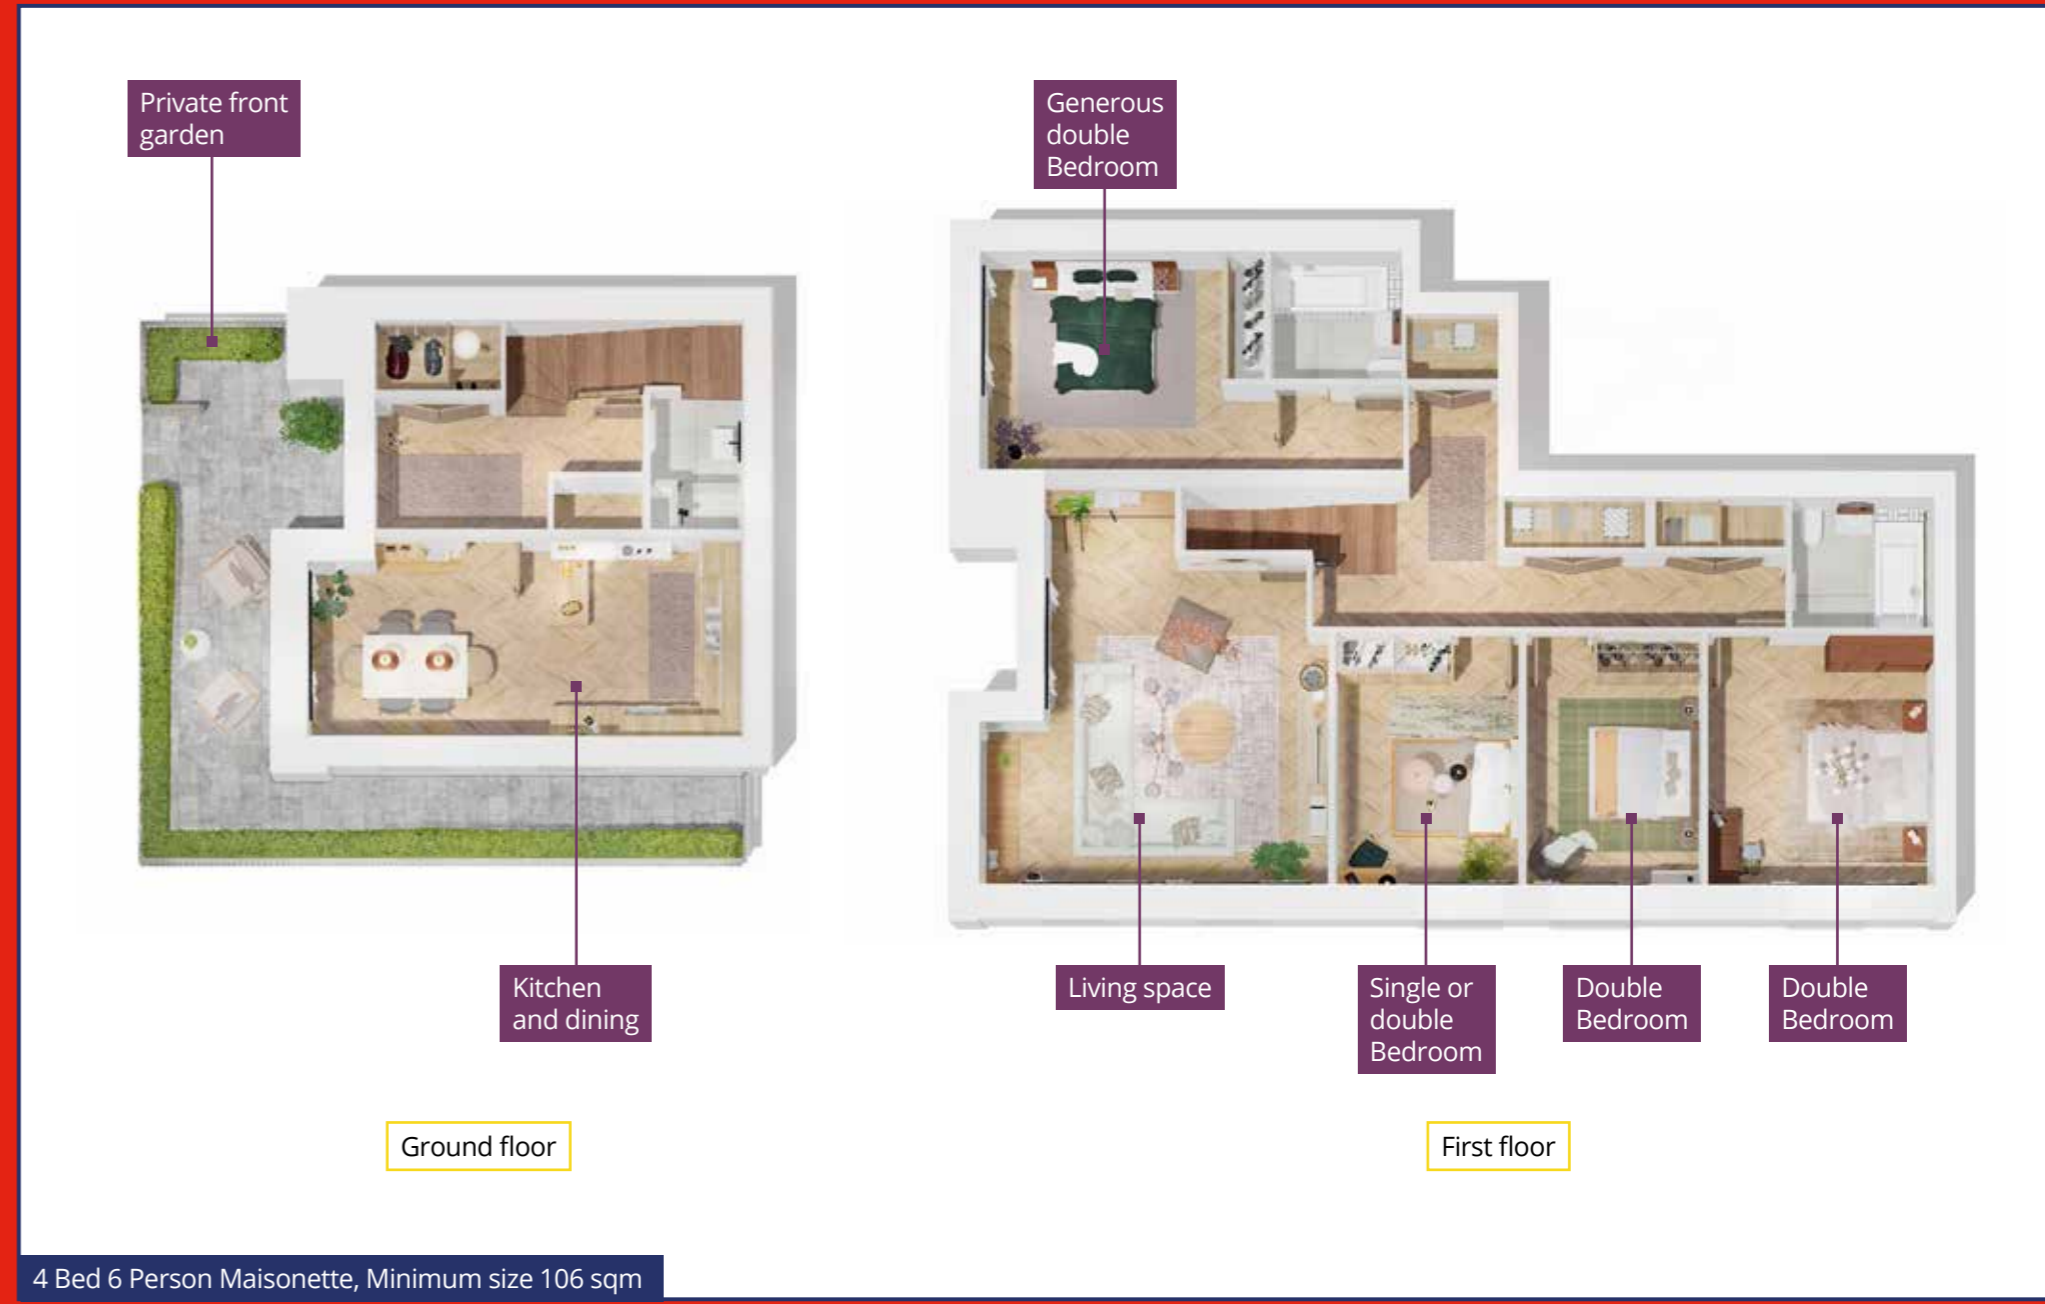 Private front
garden
Generous
double
Bedroom
Kitchen
and dining
Living space
Single or
double
Bedroom
Double
Bedroom
Double
Bedroom
Ground floor
First floor
4 Bed 6 Person Maisonette, Minimum size 106 sqm